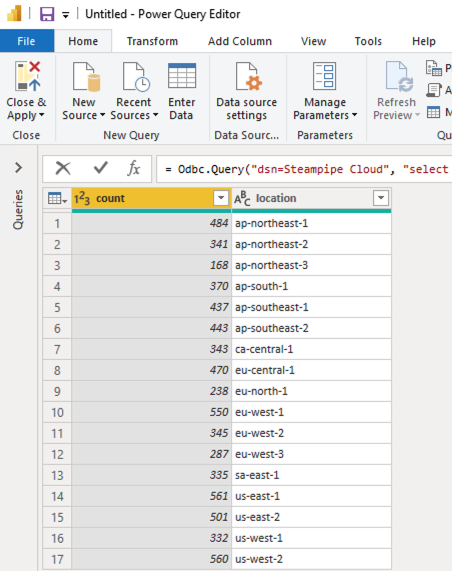 Untitled - Power Query Editor
File Home Transform Add Column View Tools Help
Close & Apply New Source Recent Sources Enter Data Data source settings Manage Parameters Refresh Preview P
A
M
Close New Query Data Sourc... Parameters Qu
= Odbc.Query("dsn=Steampipe Cloud", "select
Queries
1²3 count ABC location
1 484 ap-northeast-1
2 341 ap-northeast-2
3 168 ap-northeast-3
4 370 ap-south-1
5 437 ap-southeast-1
6 443 ap-southeast-2
7 343 ca-central-1
8 470 eu-central-1
9 238 eu-north-1
10 550 eu-west-1
11 345 eu-west-2
12 287 eu-west-3
13 335 sa-east-1
14 561 us-east-1
15 501 us-east-2
16 332 us-west-1
17 560 us-west-2